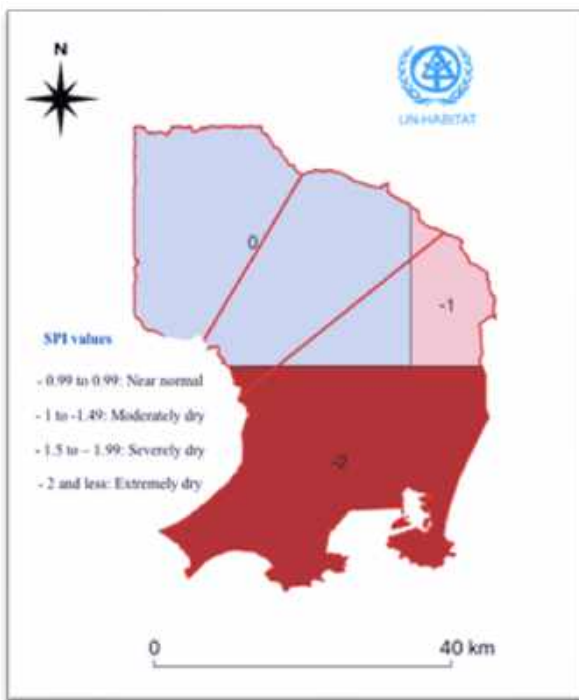 N
UN-HABITAT
0
-1
SPI values
- 0.99 to 0.99: Near normal
- 1 to -1.49: Moderately dry
- 1.5 to – 1.99: Severely dry
- 2 and less: Extremely dry
-2
0 40 km